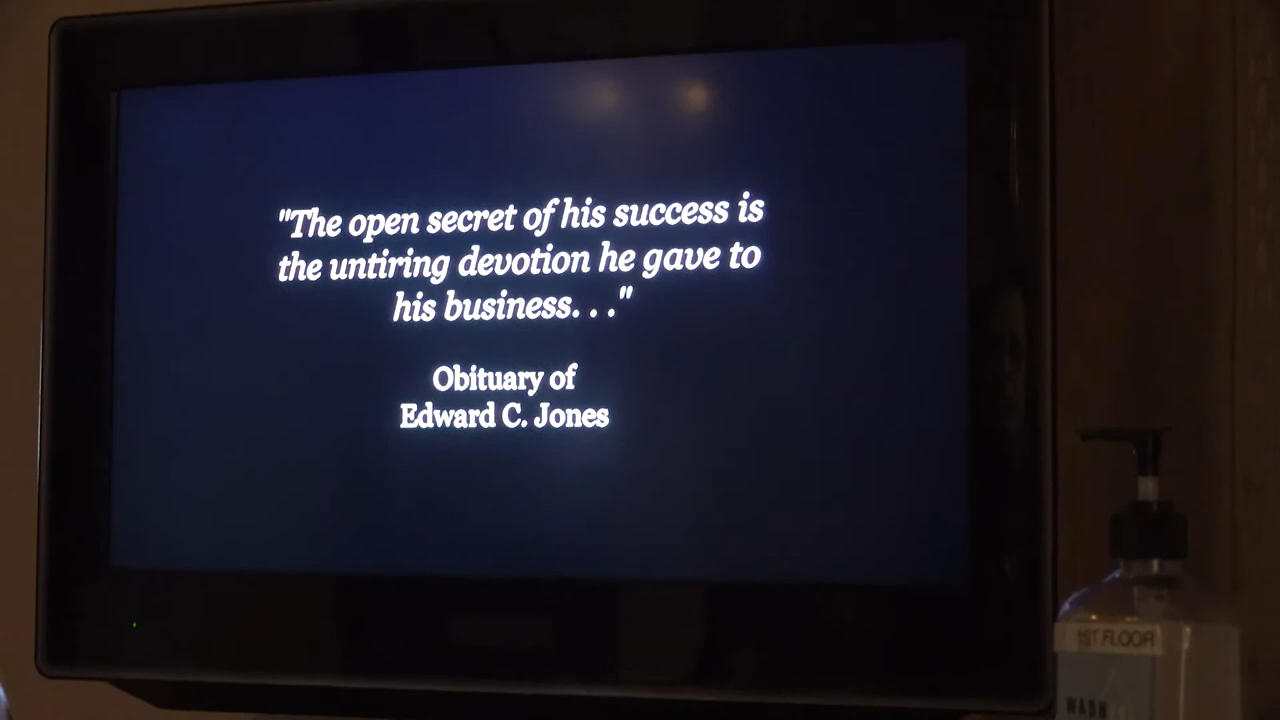 "The open secret of his success is
the untiring devotion he gave to
his business. . ."
Obituary of
Edward C. Jones
1ST FLOOR
WASH